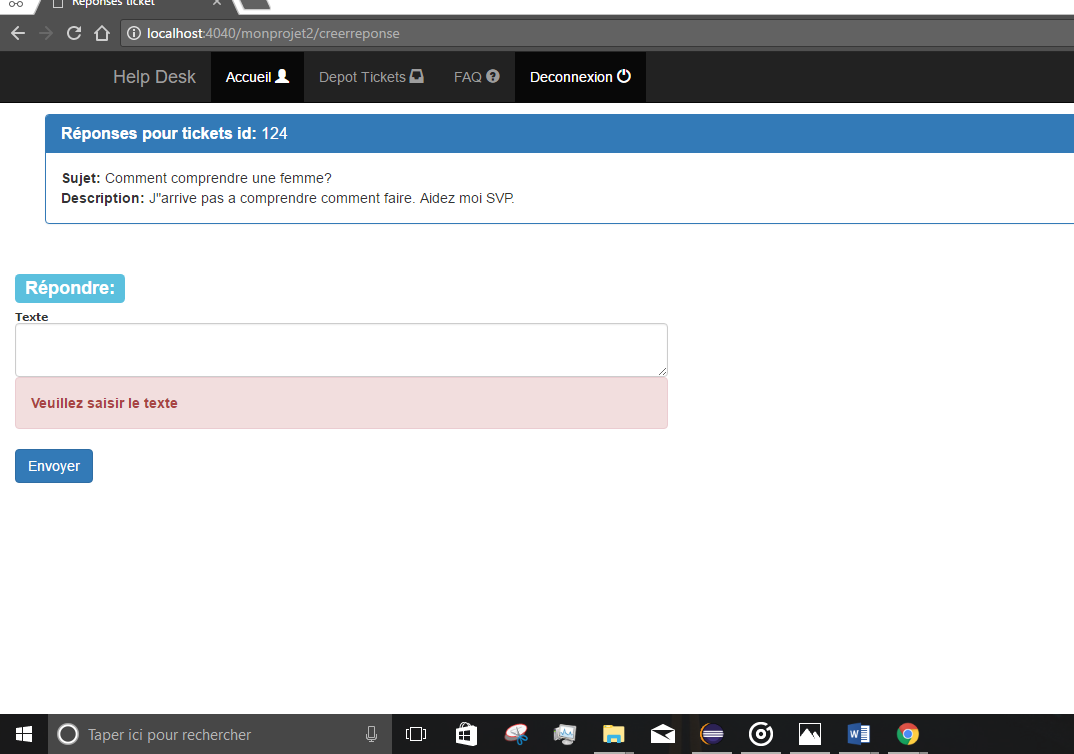 Réponses ticket
localhost:4040/monprojet2/creerreponse
Help Desk Accueil Depot Tickets FAQ Deconnexion
Réponses pour tickets id: 124
Sujet: Comment comprendre une femme?
Description: J''arrive pas a comprendre comment faire. Aidez moi SVP.
Répondre:
Texte
Veuillez saisir le texte
Envoyer
Taper ici pour rechercher